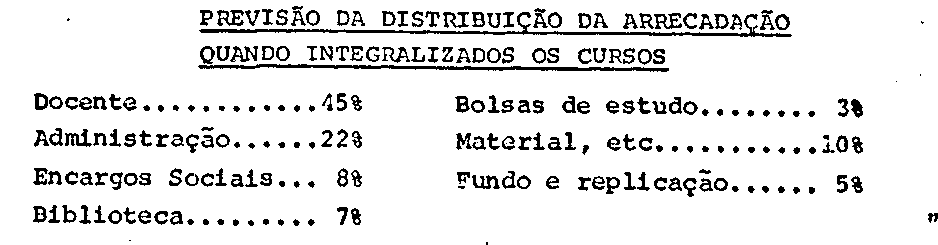 PREVISÃO DA DISTRIBUIÇÃO DA ARRECADAÇÃO
QUANDO INTEGRALIZADOS OS CURSOS
Docente............45%
Administração......22%
Encargos Sociais... 8%
Biblioteca......... 7%
Bolsas de estudo........ 3%
Material, etc...........10%
Fundo e replicação...... 5%
"